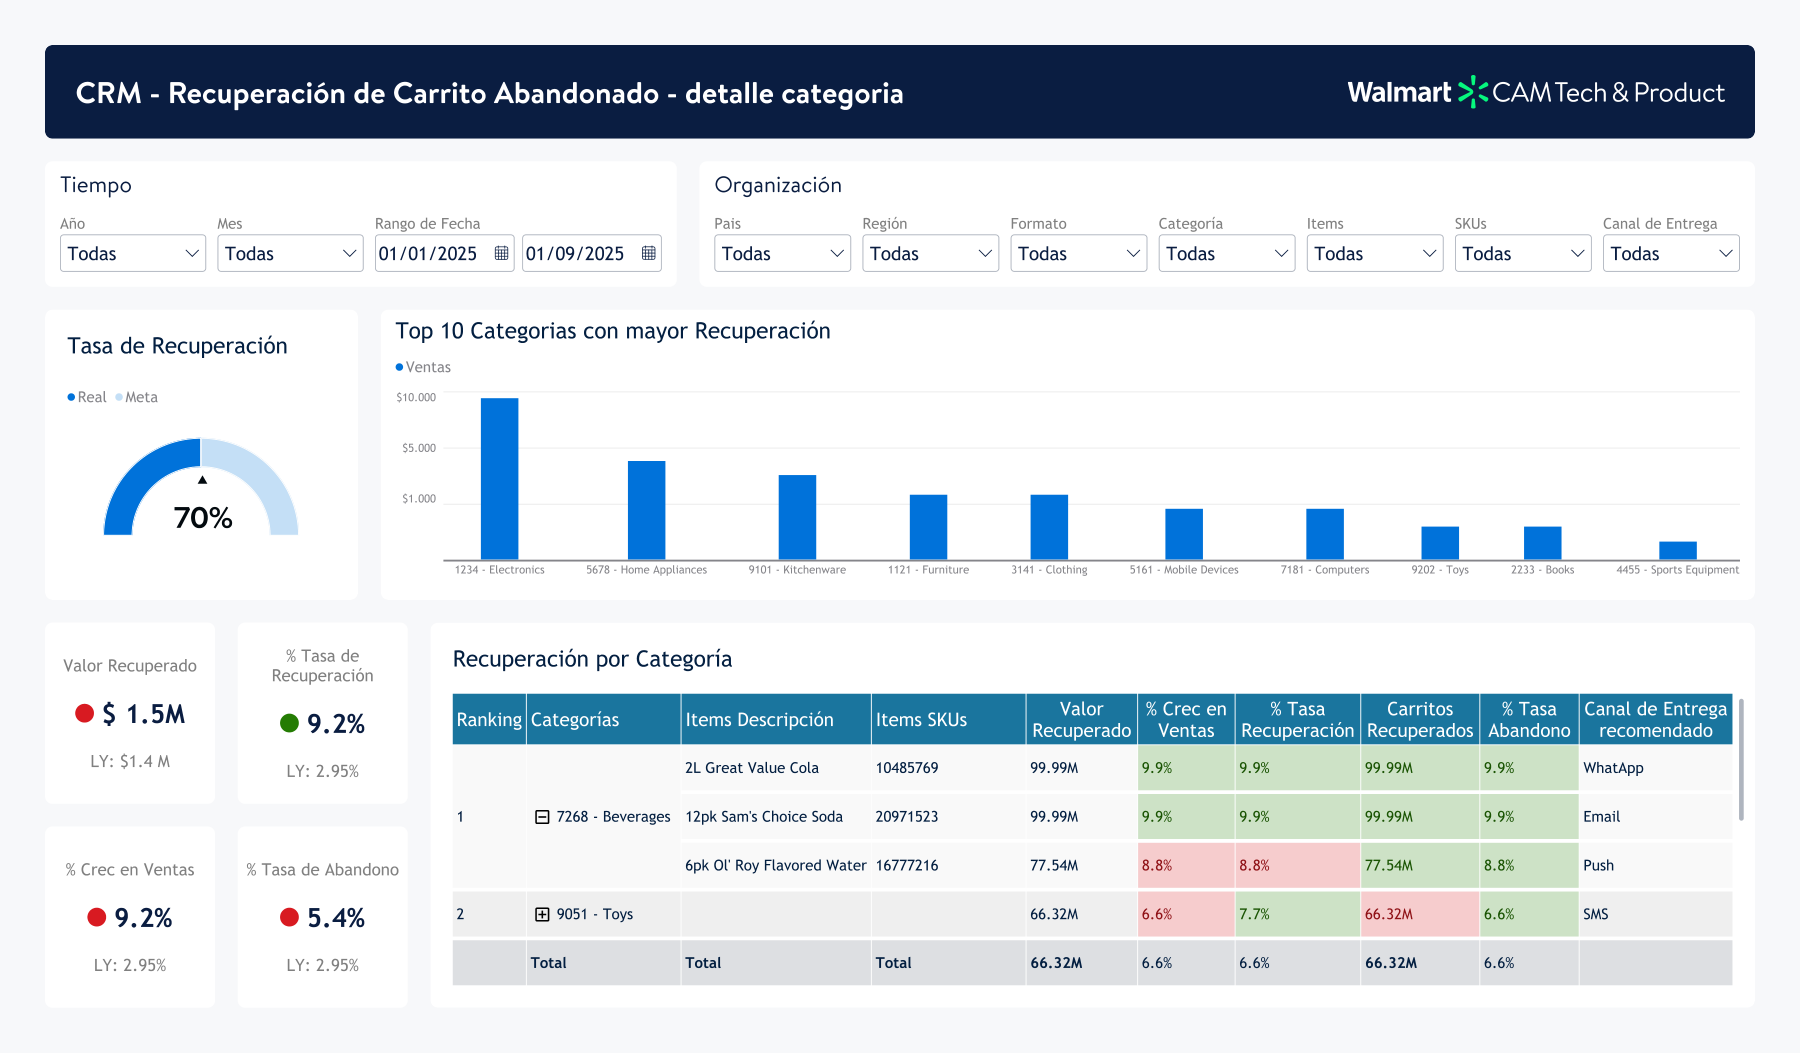 CRM - Recuperación de Carrito Abandonado - detalle categoria
Walmart CAM Tech & Product
Tiempo
Año
Mes
Rango de Fecha
Todas
Todas
01/01/2025
01/09/2025
Organización
Pais
Región
Formato
Categoría
Items
SKUs
Canal de Entrega
Todas
Todas
Todas
Todas
Todas
Todas
Todas
Tasa de Recuperación
Real
Meta
70%
Top 10 Categorias con mayor Recuperación
Ventas
$10.000
$5.000
$1.000
1234 - Electronics
5678 - Home Appliances
9101 - Kitchenware
1121 - Furniture
3141 - Clothing
5161 - Mobile Devices
7181 - Computers
9202 - Toys
2233 - Books
4455 - Sports Equipment
Valor Recuperado
$ 1.5M
LY: $1.4 M
% Tasa de
Recuperación
9.2%
LY: 2.95%
% Crec en Ventas
9.2%
LY: 2.95%
% Tasa de Abandono
5.4%
LY: 2.95%
Recuperación por Categoría
Ranking
Categorías
Items Descripción
Items SKUs
Valor
Recuperado
% Crec en
Ventas
% Tasa
Recuperación
Carritos
Recuperados
% Tasa
Abandono
Canal de Entrega
recomendado
2L Great Value Cola 10485769 99.99M 9.9% 9.9% 99.99M 9.9% WhatApp
1 7268 - Beverages 12pk Sam's Choice Soda 20971523 99.99M 9.9% 9.9% 99.99M 9.9% Email
6pk Ol' Roy Flavored Water 16777216 77.54M 8.8% 8.8% 77.54M 8.8% Push
2 9051 - Toys 66.32M 6.6% 7.7% 66.32M 6.6% SMS
Total Total Total 66.32M 6.6% 6.6% 66.32M 6.6%